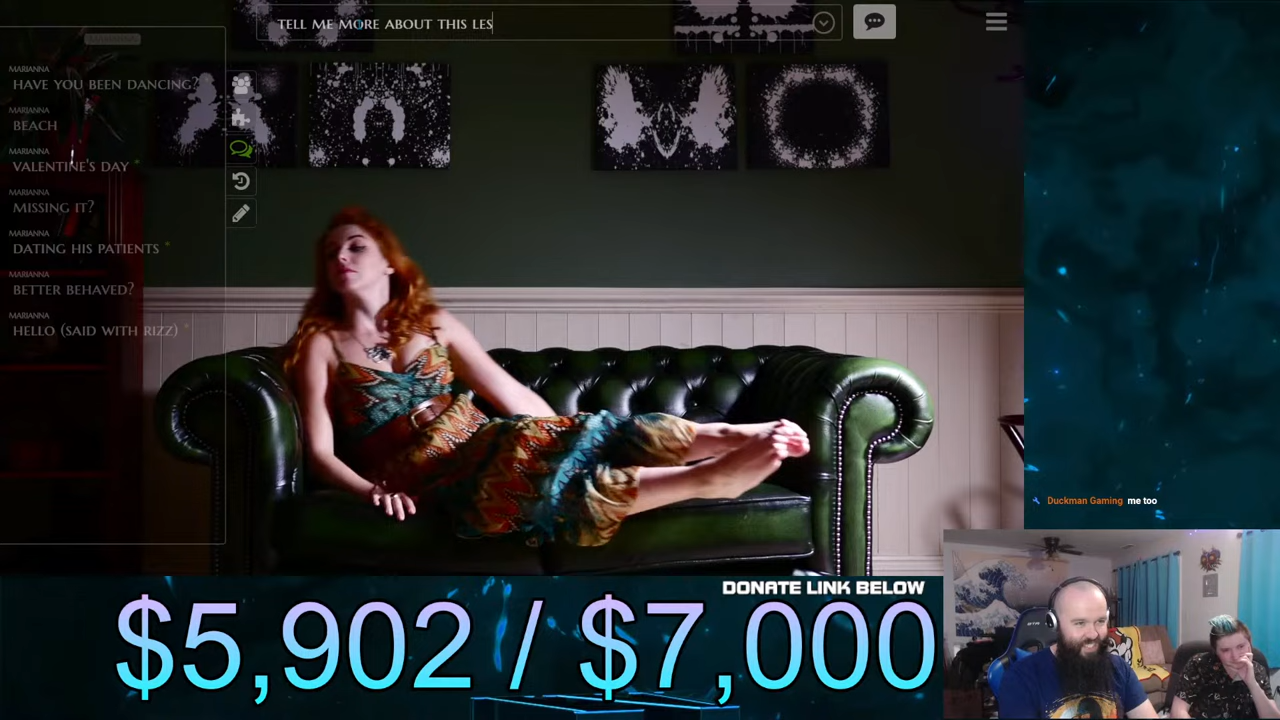 TELL ME MORE ABOUT THIS LES
MARIANNA
HAVE YOU BEEN DANCING?
MARIANNA
BEACH
MARIANNA
VALENTINE'S DAY *
MARIANNA
MISSING IT?
MARIANNA
DATING HIS PATIENTS *
MARIANNA
BETTER BEHAVED?
MARIANNA
HELLO (SAID WITH RIZZ) *
Duckman Gaming me too
DONATE LINK BELOW
$5,902 / $7,000